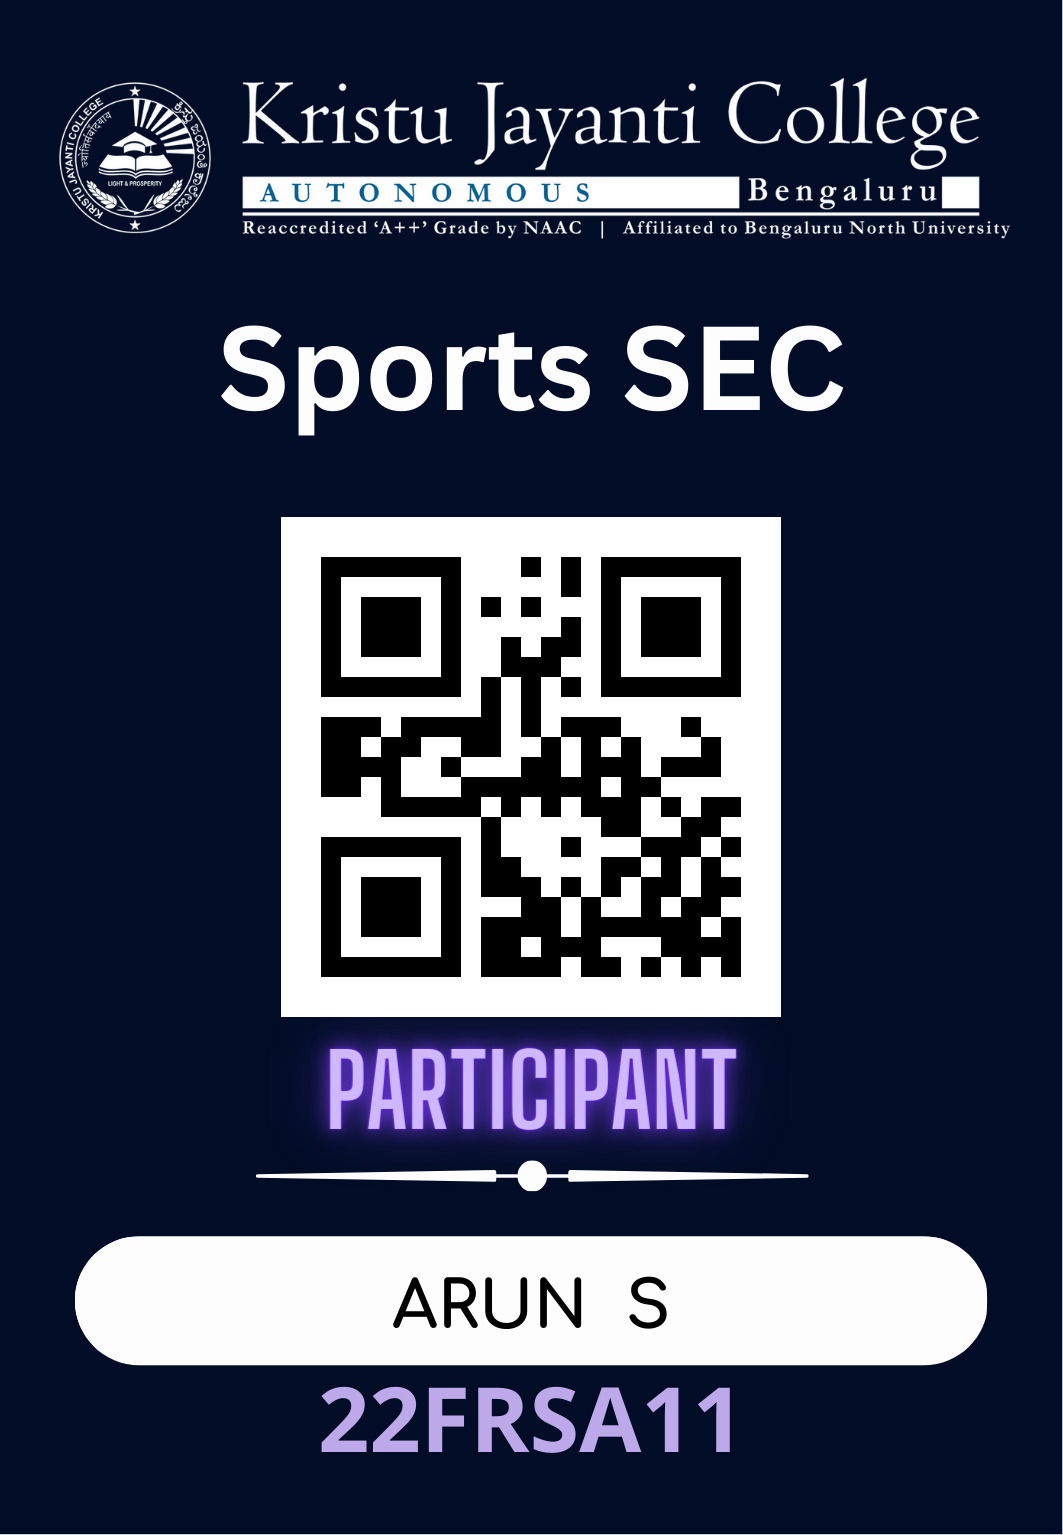 KRISTU JAYANTI COLLEGE
ಕ್ರಿಸ್ತು ಜಯಂತಿ ಕಾಲೇಜು
LIGHT & PROSPERITY
Kristu Jayanti College
AUTONOMOUS Bengaluru
Reaccredited ‘A++’ Grade by NAAC | Affiliated to Bengaluru North University
Sports SEC
PARTICIPANT
ARUN S
22FRSA11